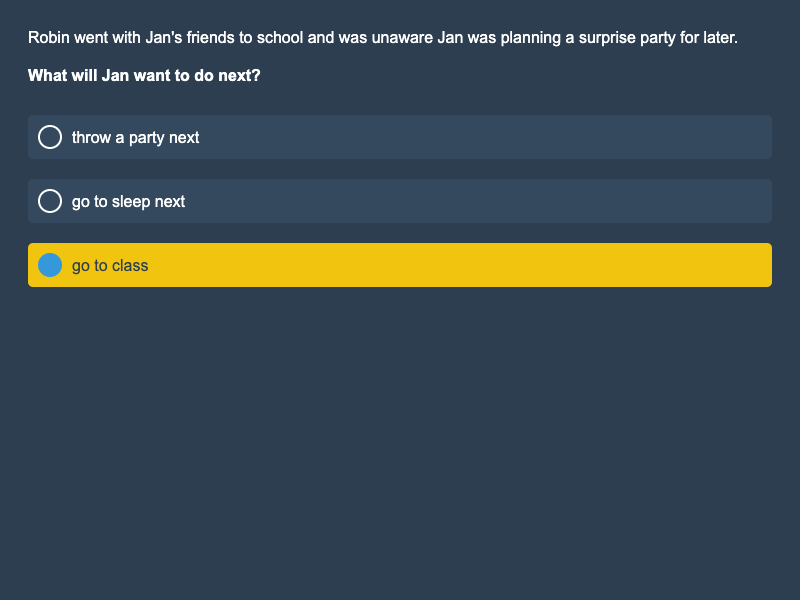 Robin went with Jan's friends to school and was unaware Jan was planning a surprise party for later.
What will Jan want to do next?
throw a party next
go to sleep next
go to class